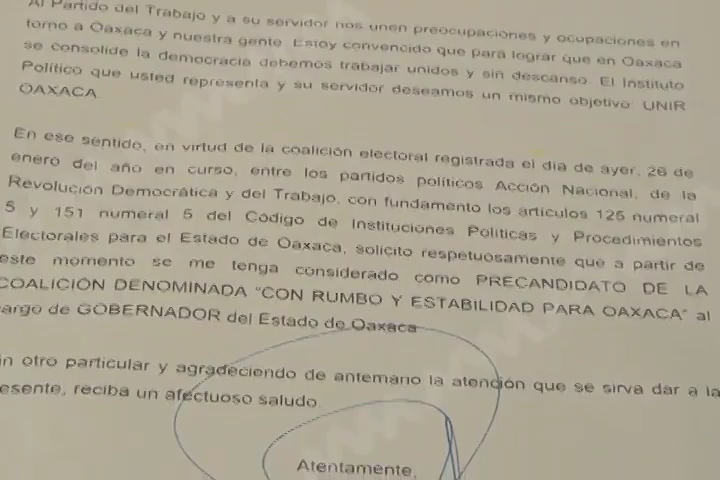 Al Partido del Trabajo y a su servidor nos unen preocupaciones y ocupaciones en
torno a Oaxaca y nuestra gente. Estoy convencido que para lograr que en Oaxaca
se consolide la democracia debemos trabajar unidos y sin descanso. El Instituto
Político que usted representa y su servidor deseamos un mismo objetivo: UNIR
OAXACA.
En ese sentido, en virtud de la coalición electoral registrada el día de ayer, 26 de
enero del año en curso, entre los partidos políticos Acción Nacional, de la
Revolución Democrática y del Trabajo, con fundamento los artículos 125 numeral
5 y 151 numeral 5 del Código de Instituciones Políticas y Procedimientos
Electorales para el Estado de Oaxaca, solicito respetuosamente que a partir de
este momento se me tenga considerado como PRECANDIDATO DE LA
COALICIÓN DENOMINADA "CON RUMBO Y ESTABILIDAD PARA OAXACA" al
cargo de GOBERNADOR del Estado de Oaxaca
in otro particular y agradeciendo de antemano la atención que se sirva dar a la
esente, reciba un afectuoso saludo
Atentamente,